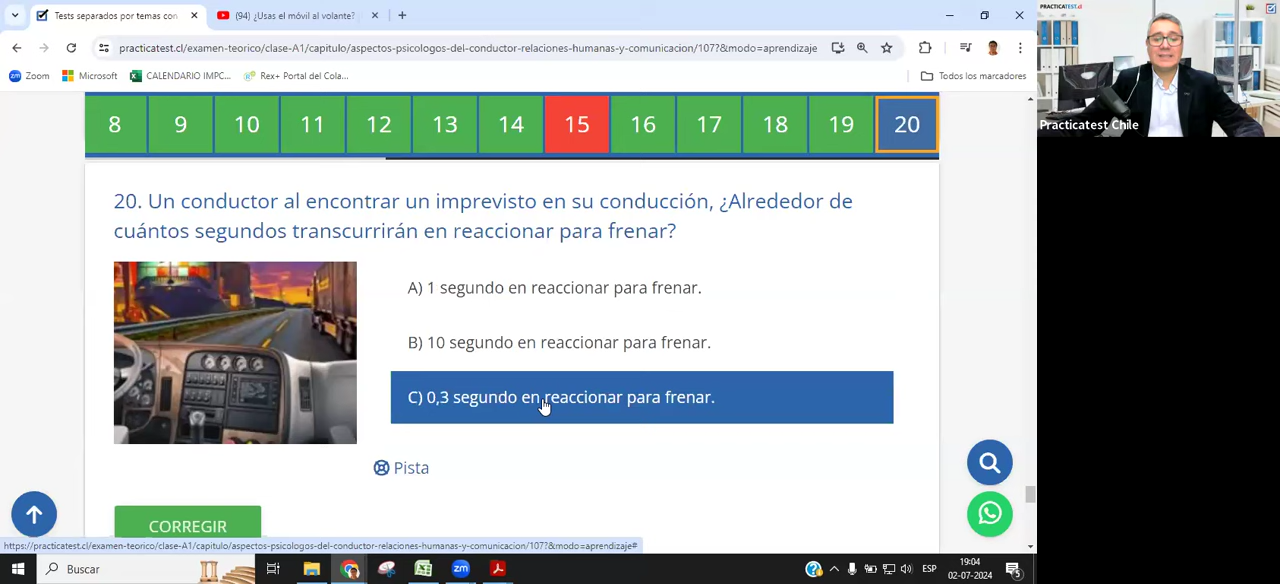 Tests separados por temas con
(94) ¿Usas el móvil al volante?
practicatest.cl/examen-teorico/clase-A1/capitulo/aspectos-psicologos-del-conductor-relaciones-humanas-y-comunicacion/107?&modo=aprendizaje
Zoom
Microsoft
CALENDARIO IMPC...
Rex+ Portal del Cola...
Todos los marcadores
PRACTICATEST.cl
Practicatest Chile
8 9 10 11 12 13 14 15 16 17 18 19 20
20. Un conductor al encontrar un imprevisto en su conducción, ¿Alrededor de
cuántos segundos transcurrirán en reaccionar para frenar?
A) 1 segundo en reaccionar para frenar.
B) 10 segundo en reaccionar para frenar.
C) 0,3 segundo en reaccionar para frenar.
Pista
CORREGIR
https://practicatest.cl/examen-teorico/clase-A1/capitulo/aspectos-psicologos-del-conductor-relaciones-humanas-y-comunicacion/107?&modo=aprendizaje#
Buscar
zm
ESP
19:04
02-07-2024
5